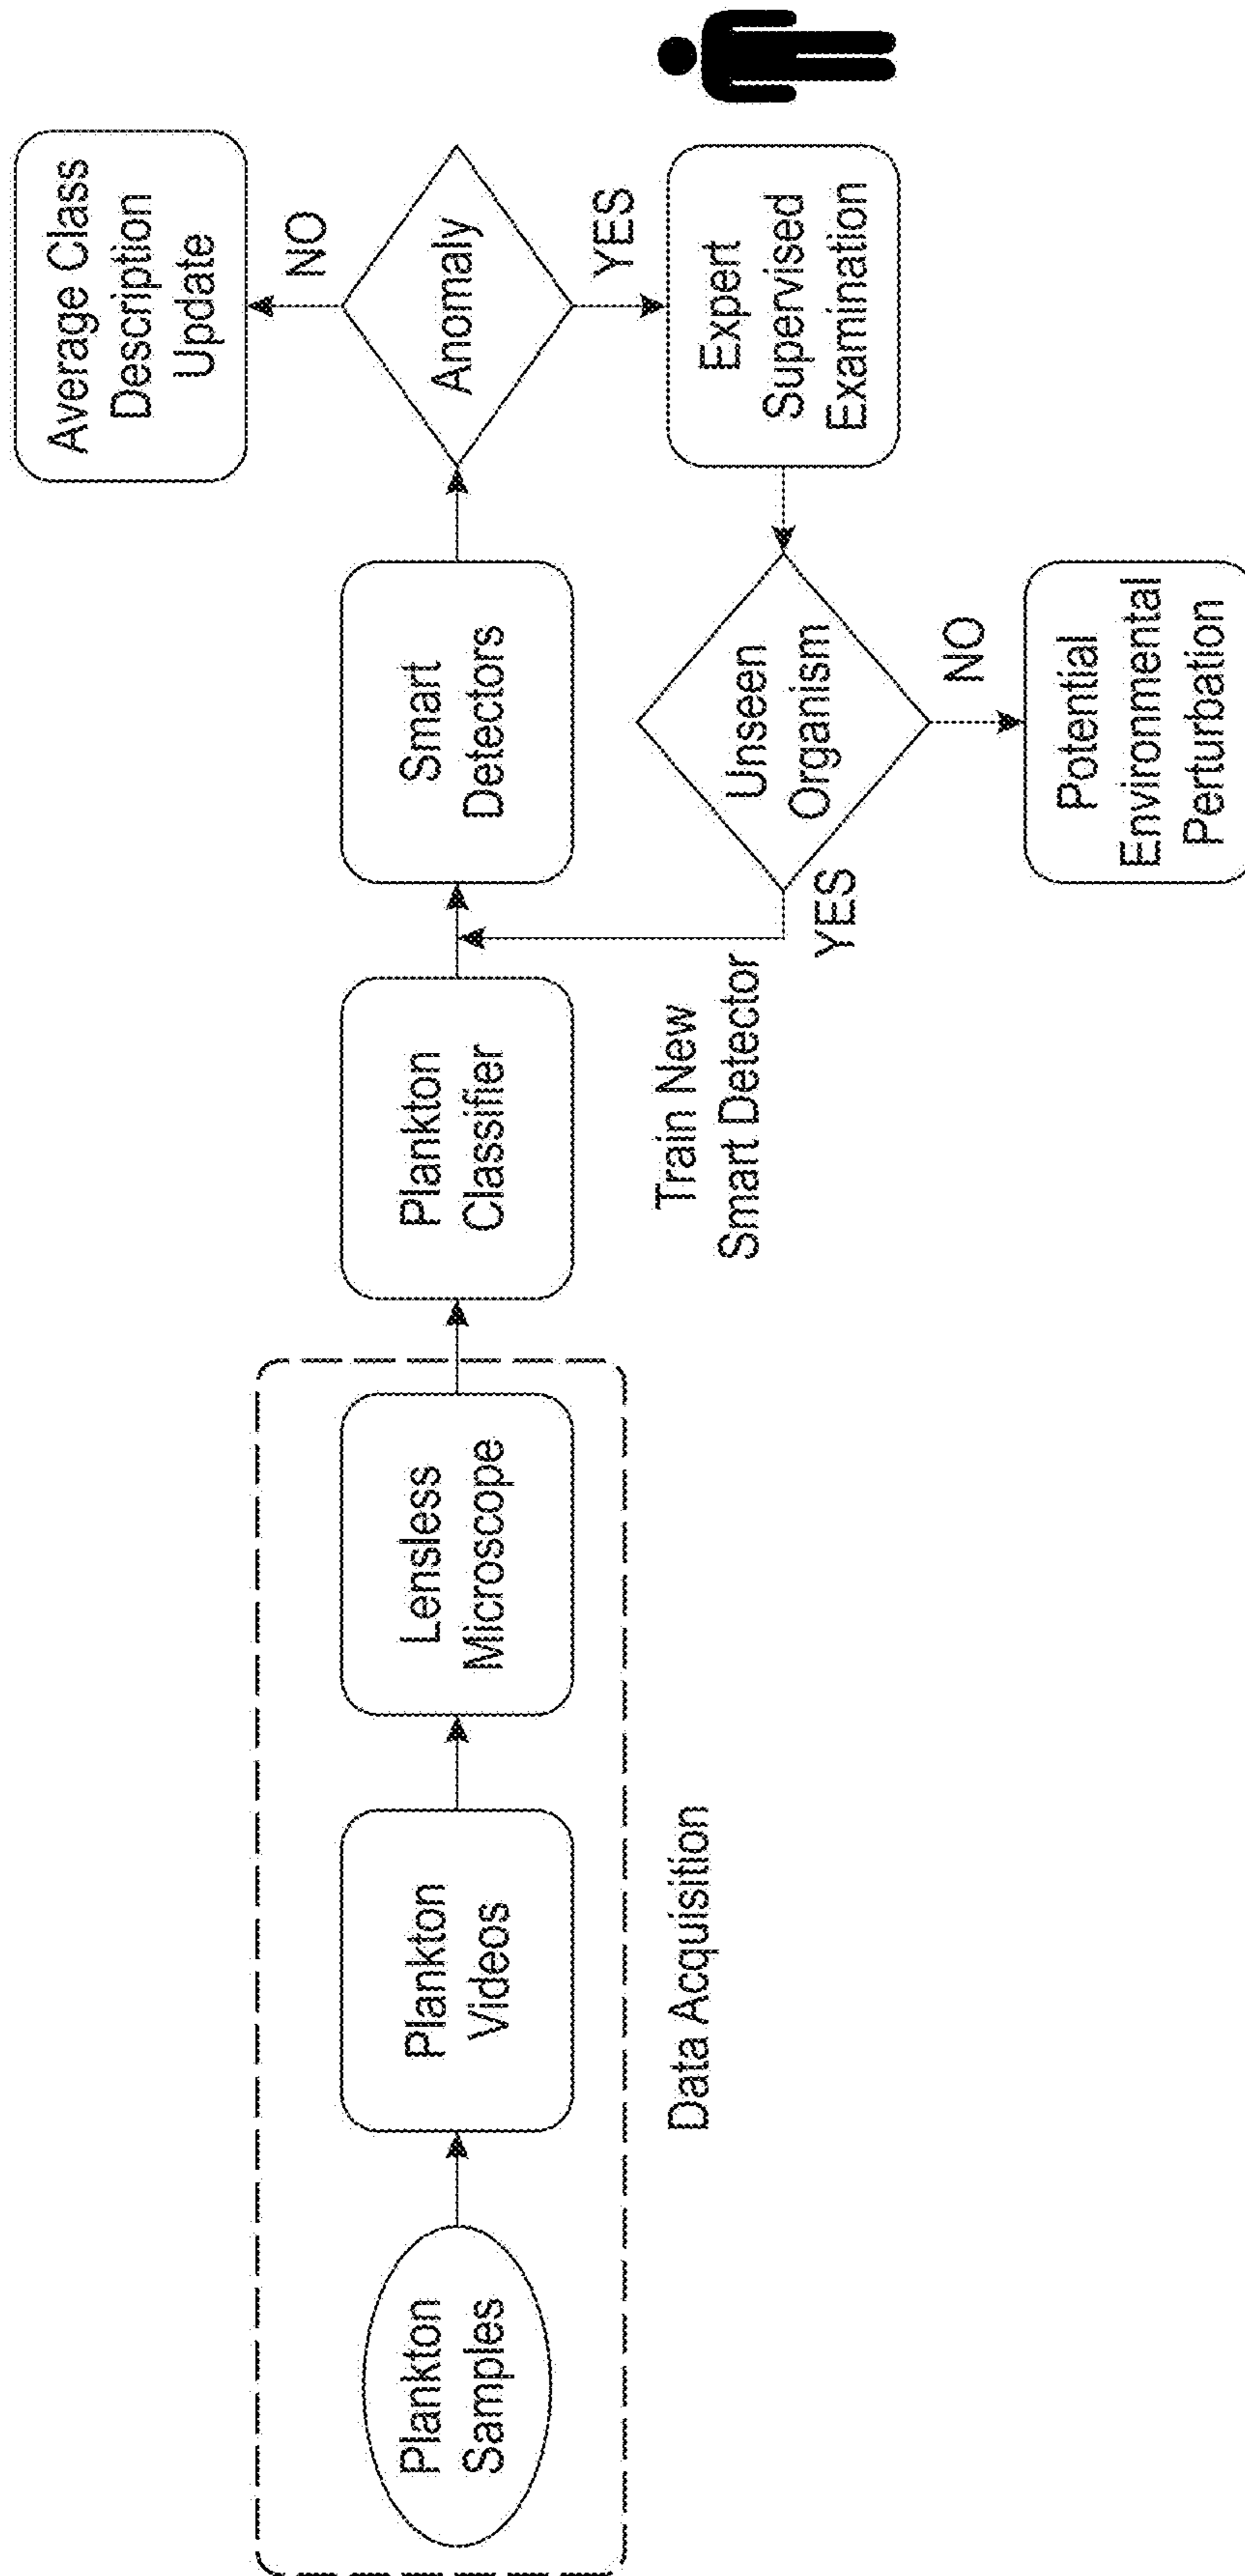 Plankton
Samples
Plankton
Videos
Lensless
Microscope
Data Acquisition
Plankton
Classifier
Smart
Detectors
Anomaly
NO
Average Class
Description
Update
YES
Expert
Supervised
Examination
Unseen
Organism
YES
Train New
Smart Detector
NO
Potential
Environmental
Perturbation